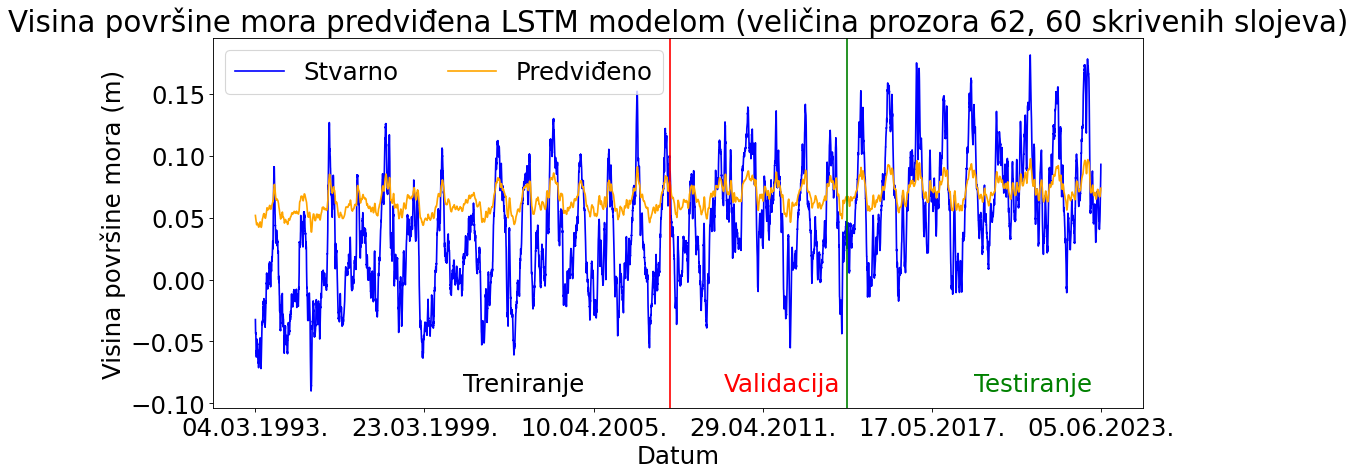 Visina površine mora predviđena LSTM modelom (veličina prozora 62, 60 skrivenih slojeva)
Stvarno
Predviđeno
Visina površine mora (m)
0.15
0.10
0.05
0.00
−0.05
−0.10
Treniranje
Validacija
Testiranje
04.03.1993.
23.03.1999.
10.04.2005.
29.04.2011.
17.05.2017.
05.06.2023.
Datum